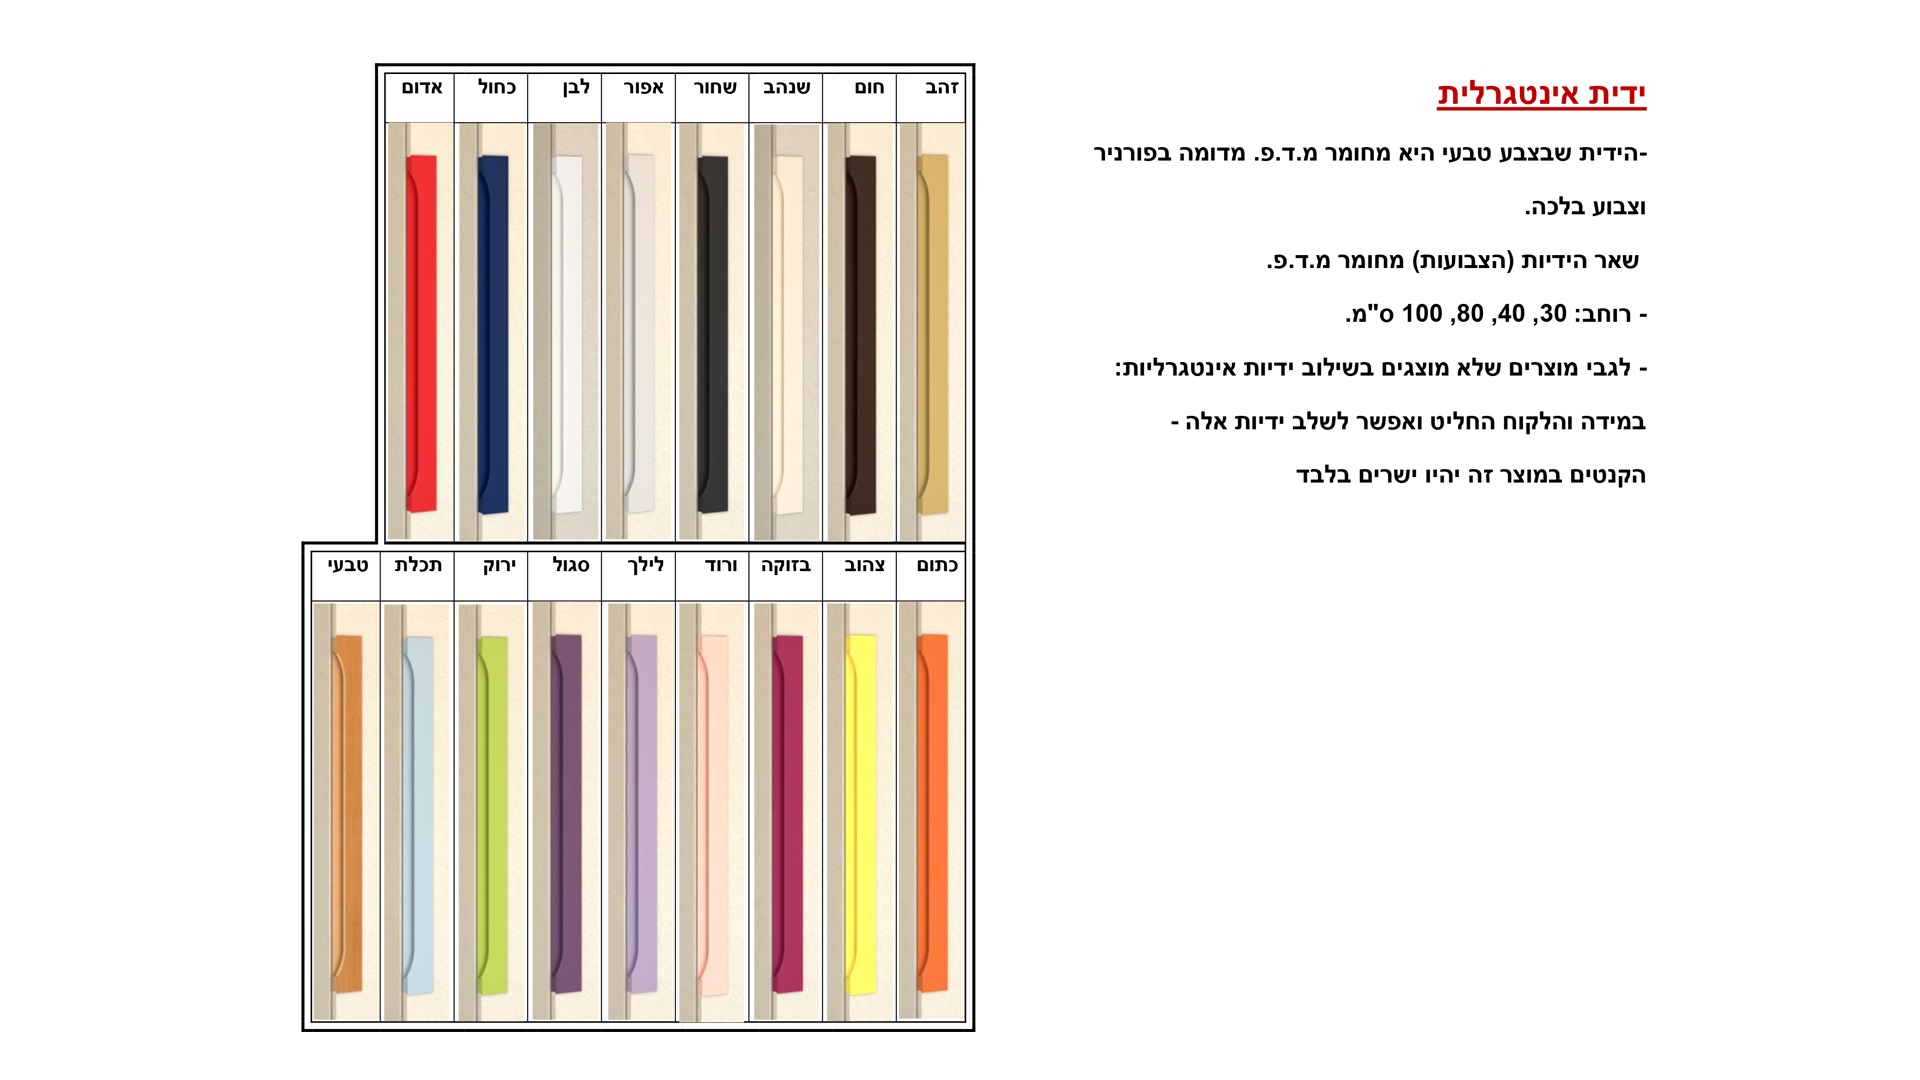 ידית אינטגרלית
-הידית שבצבע טבעי היא מחומר מ.ד.פ. מדומה בפורניר
וצבוע בלכה.
שאר הידיות (הצבועות) מחומר מ.ד.פ.
- רוחב: 30, 40, 80, 100 ס"מ.
- לגבי מוצרים שלא מוצגים בשילוב ידיות אינטגרליות:
במידה והלקוח החליט ואפשר לשלב ידיות אלה -
הקנטים במוצר זה יהיו ישרים בלבד
זהב חום שנהב שחור אפור לבן כחול אדום
כתום צהוב בזוקה ורוד לילך סגול ירוק תכלת טבעי